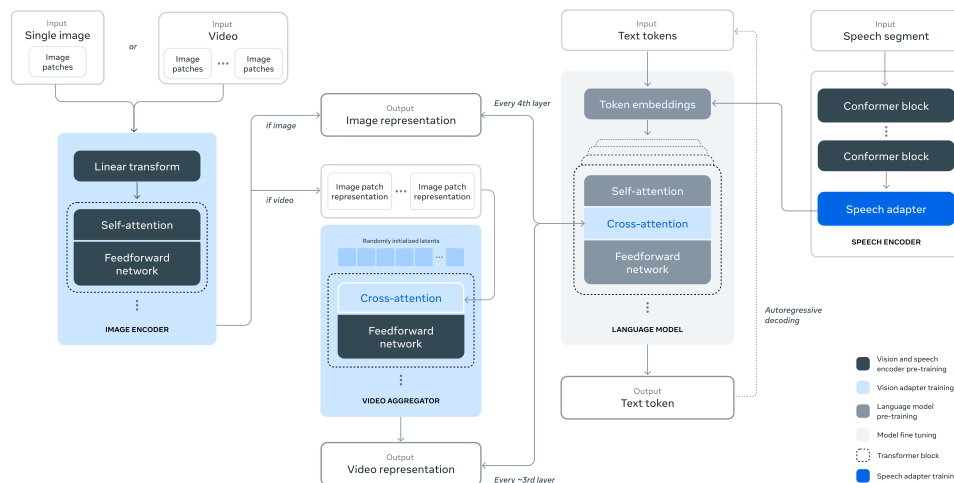 Input
Single image
Image
patches
or
Input
Video
Image
patches
Image
patches
Linear transform
Self-attention
Feedforward
network
IMAGE ENCODER
if image
if video
Output
Image representation
Image patch
representation
Image patch
representation
Randomly initialized latents
Cross-attention
Feedforward
network
VIDEO AGGREGATOR
Output
Video representation
Every 4th layer
Every ~3rd layer
Input
Text tokens
Token embeddings
Self-attention
Cross-attention
Feedforward
network
LANGUAGE MODEL
Output
Text token
Autoregressive
decoding
Input
Speech segment
Conformer block
Conformer block
Speech adapter
SPEECH ENCODER
Vision and speech
encoder pre-training
Vision adapter training
Language model
pre-training
Model fine tuning
Transformer block
Speech adapter trainin